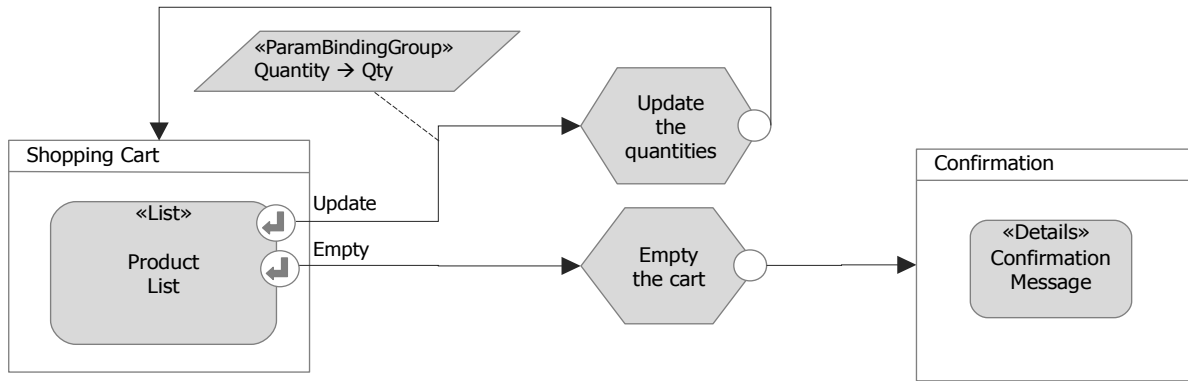 «ParamBindingGroup»
Quantity → Qty
Update
the
quantities
Shopping Cart
Confirmation
«List»
Product
List
Update
Empty
Empty
the cart
«Details»
Confirmation
Message